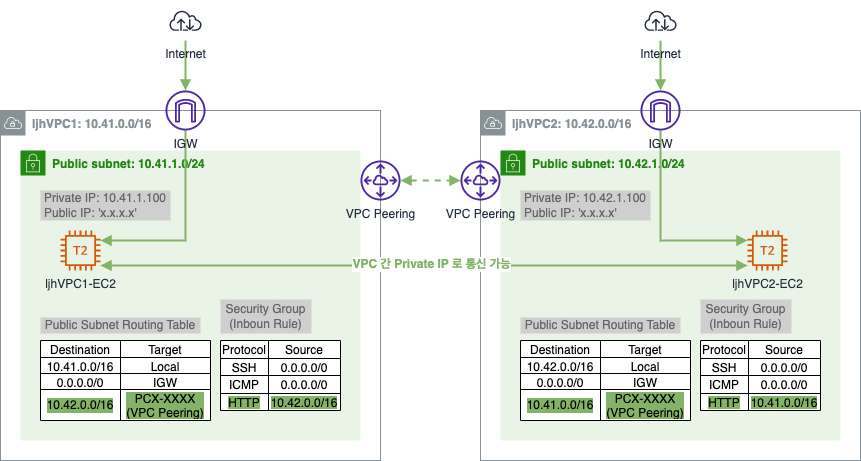 Internet
Internet
IGW
IGW
ljhVPC1: 10.41.0.0/16
ljhVPC2: 10.42.0.0/16
Public subnet: 10.41.1.0/24
Public subnet: 10.42.1.0/24
Private IP: 10.41.1.100
Public IP: 'x.x.x.x'
VPC Peering
VPC Peering
Private IP: 10.42.1.100
Public IP: 'x.x.x.x'
T2
T2
VPC 간 Private IP 로 통신 가능
ljhVPC1-EC2
ljhVPC2-EC2
Public Subnet Routing Table
Destination Target
10.41.0.0/16 Local
0.0.0.0/0 IGW
10.42.0.0/16 PCX-XXXX
(VPC Peering)
Security Group
(Inboun Rule)
Protocol Source
SSH 0.0.0.0/0
ICMP 0.0.0.0/0
HTTP 10.42.0.0/16
Public Subnet Routing Table
Destination Target
10.42.0.0/16 Local
0.0.0.0/0 IGW
10.41.0.0/16 PCX-XXXX
(VPC Peering)
Security Group
(Inboun Rule)
Protocol Source
SSH 0.0.0.0/0
ICMP 0.0.0.0/0
HTTP 10.41.0.0/16